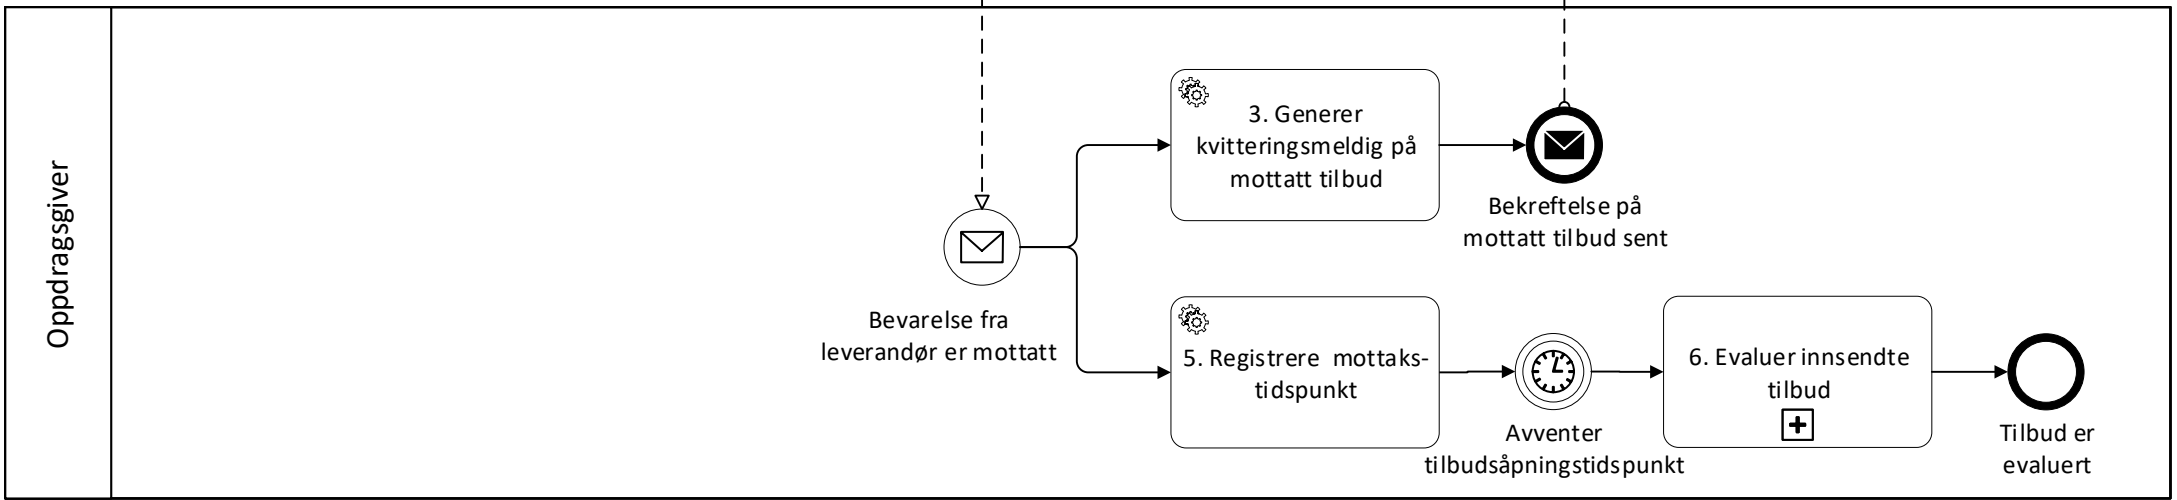 Oppdragsgiver
3. Generer
kvitteringsmeldig på
mottatt tilbud
Bekreftelse på
mottatt tilbud sent
Bevarelse fra
leverandør er mottatt
5. Registrere mottaks-
tidspunkt
Avventer
tilbudsåpningstidspunkt
6. Evaluer innsendte
tilbud
Tilbud er
evaluert